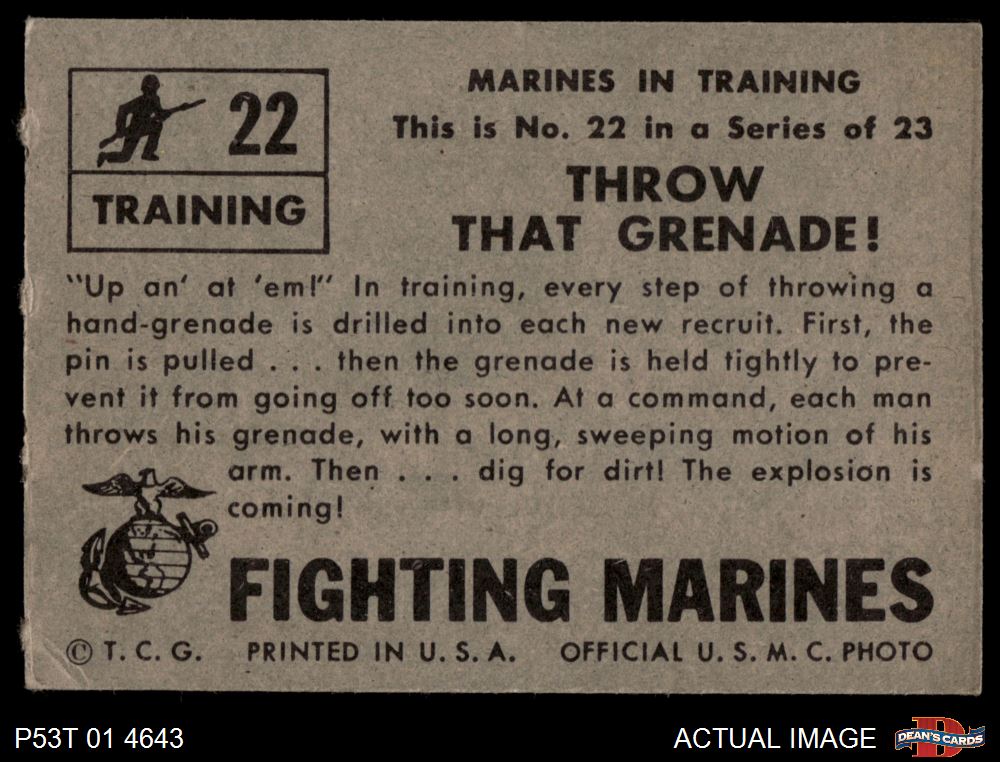 22
TRAINING
MARINES IN TRAINING
This is No. 22 in a Series of 23
THROW
THAT GRENADE!
"Up an' at 'em!" In training, every step of throwing a
hand-grenade is drilled into each new recruit. First, the
pin is pulled . . . then the grenade is held tightly to pre-
vent it from going off too soon. At a command, each man
throws his grenade, with a long, sweeping motion of his
arm. Then . . . dig for dirt! The explosion is
coming!
FIGHTING MARINES
© T. C. G. PRINTED IN U. S. A. OFFICIAL U. S. M. C. PHOTO
P53T 01 4643 ACTUAL IMAGE D DEAN'S CARDS